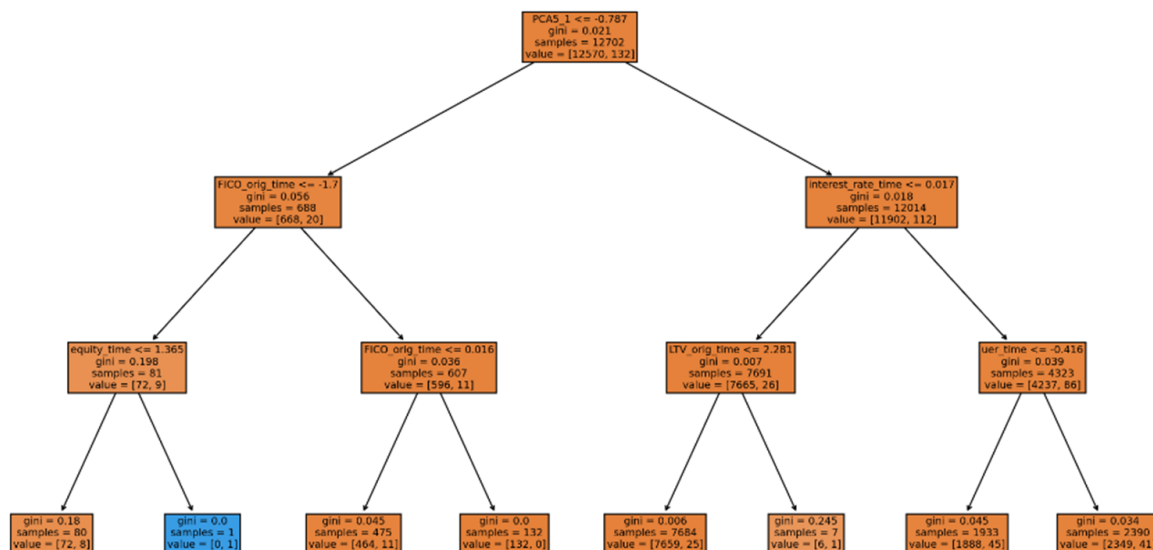 PCA5_1 <= -0.787
gini = 0.021
samples = 12702
value = [12570, 132]
FICO_orig_time <= -1.7
gini = 0.056
samples = 688
value = [668, 20]
interest_rate_time <= 0.017
gini = 0.018
samples = 12014
value = [11902, 112]
equity_time <= 1.365
gini = 0.198
samples = 81
value = [72, 9]
FICO_orig_time <= 0.016
gini = 0.036
samples = 607
value = [596, 11]
LTV_orig_time <= 2.281
gini = 0.007
samples = 7691
value = [7665, 26]
uer_time <= -0.416
gini = 0.039
samples = 4323
value = [4237, 86]
gini = 0.18
samples = 80
value = [72, 8]
gini = 0.0
samples = 1
value = [0, 1]
gini = 0.045
samples = 475
value = [464, 11]
gini = 0.0
samples = 132
value = [132, 0]
gini = 0.006
samples = 7684
value = [7659, 25]
gini = 0.245
samples = 7
value = [6, 1]
gini = 0.045
samples = 1933
value = [1888, 45]
gini = 0.034
samples = 2390
value = [2349, 41